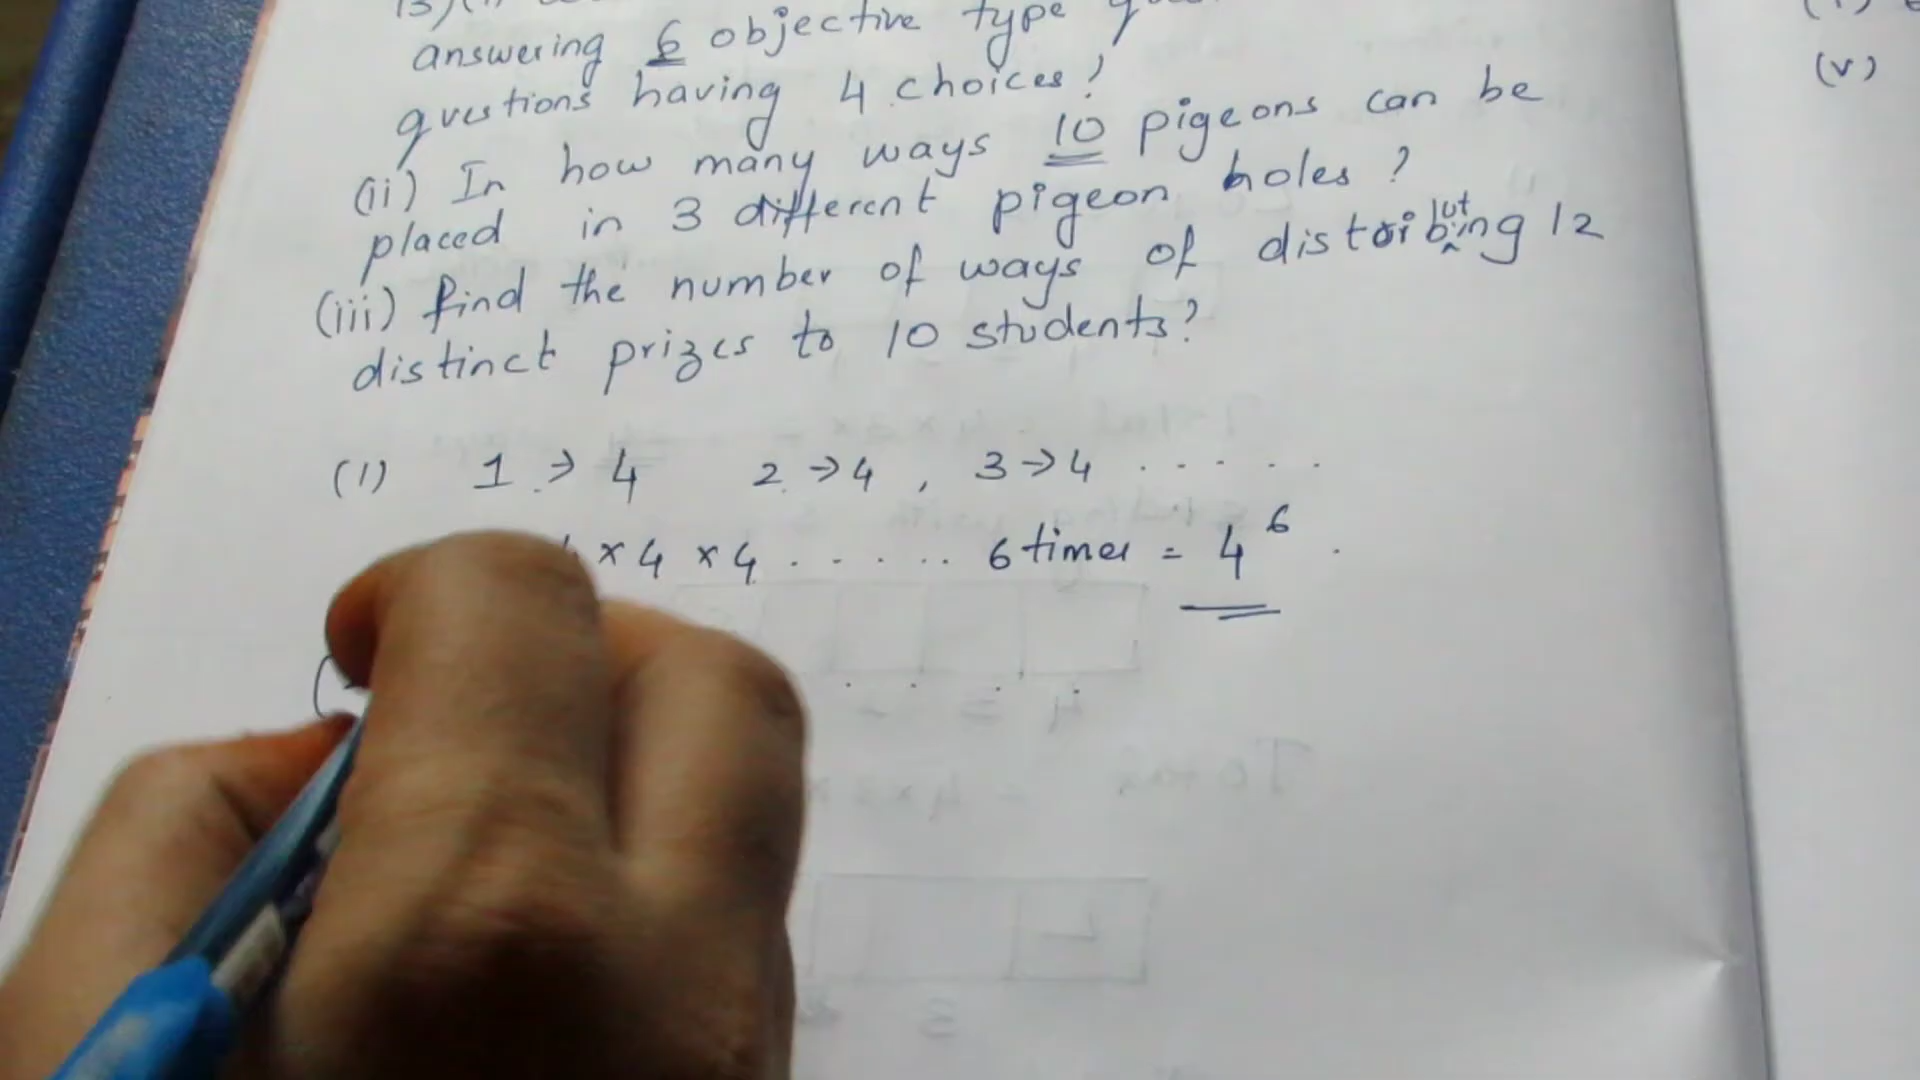 13)(i)
answering 6 objective type
questions having 4 choices?
(ii) In how many ways 10 pigeons can be
placed in 3 different pigeon holes?
(iii) find the number of ways of distributing 12
distinct prizes to 10 students?
(1) 1 → 4 2 → 4 , 3 → 4 . . . . .
× 4 × 4 . . . . . . 6 times = 4⁶ .
(
(v)